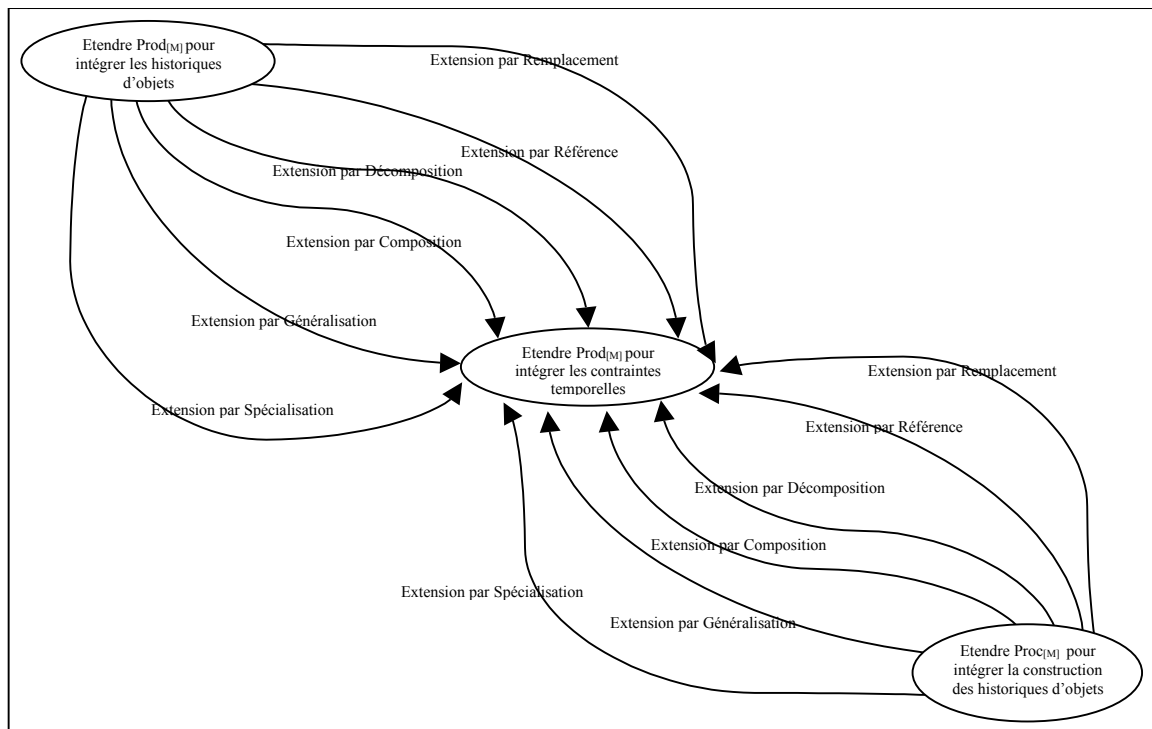 Etendre Prod[M] pour
intégrer les historiques
d'objets
Extension par Remplacement
Extension par Référence
Extension par Décomposition
Extension par Composition
Extension par Généralisation
Extension par Spécialisation
Etendre Prod[M] pour
intégrer les contraintes
temporelles
Extension par Remplacement
Extension par Référence
Extension par Décomposition
Extension par Composition
Extension par Spécialisation
Extension par Généralisation
Etendre Proc[M] pour
intégrer la construction
des historiques d'objets